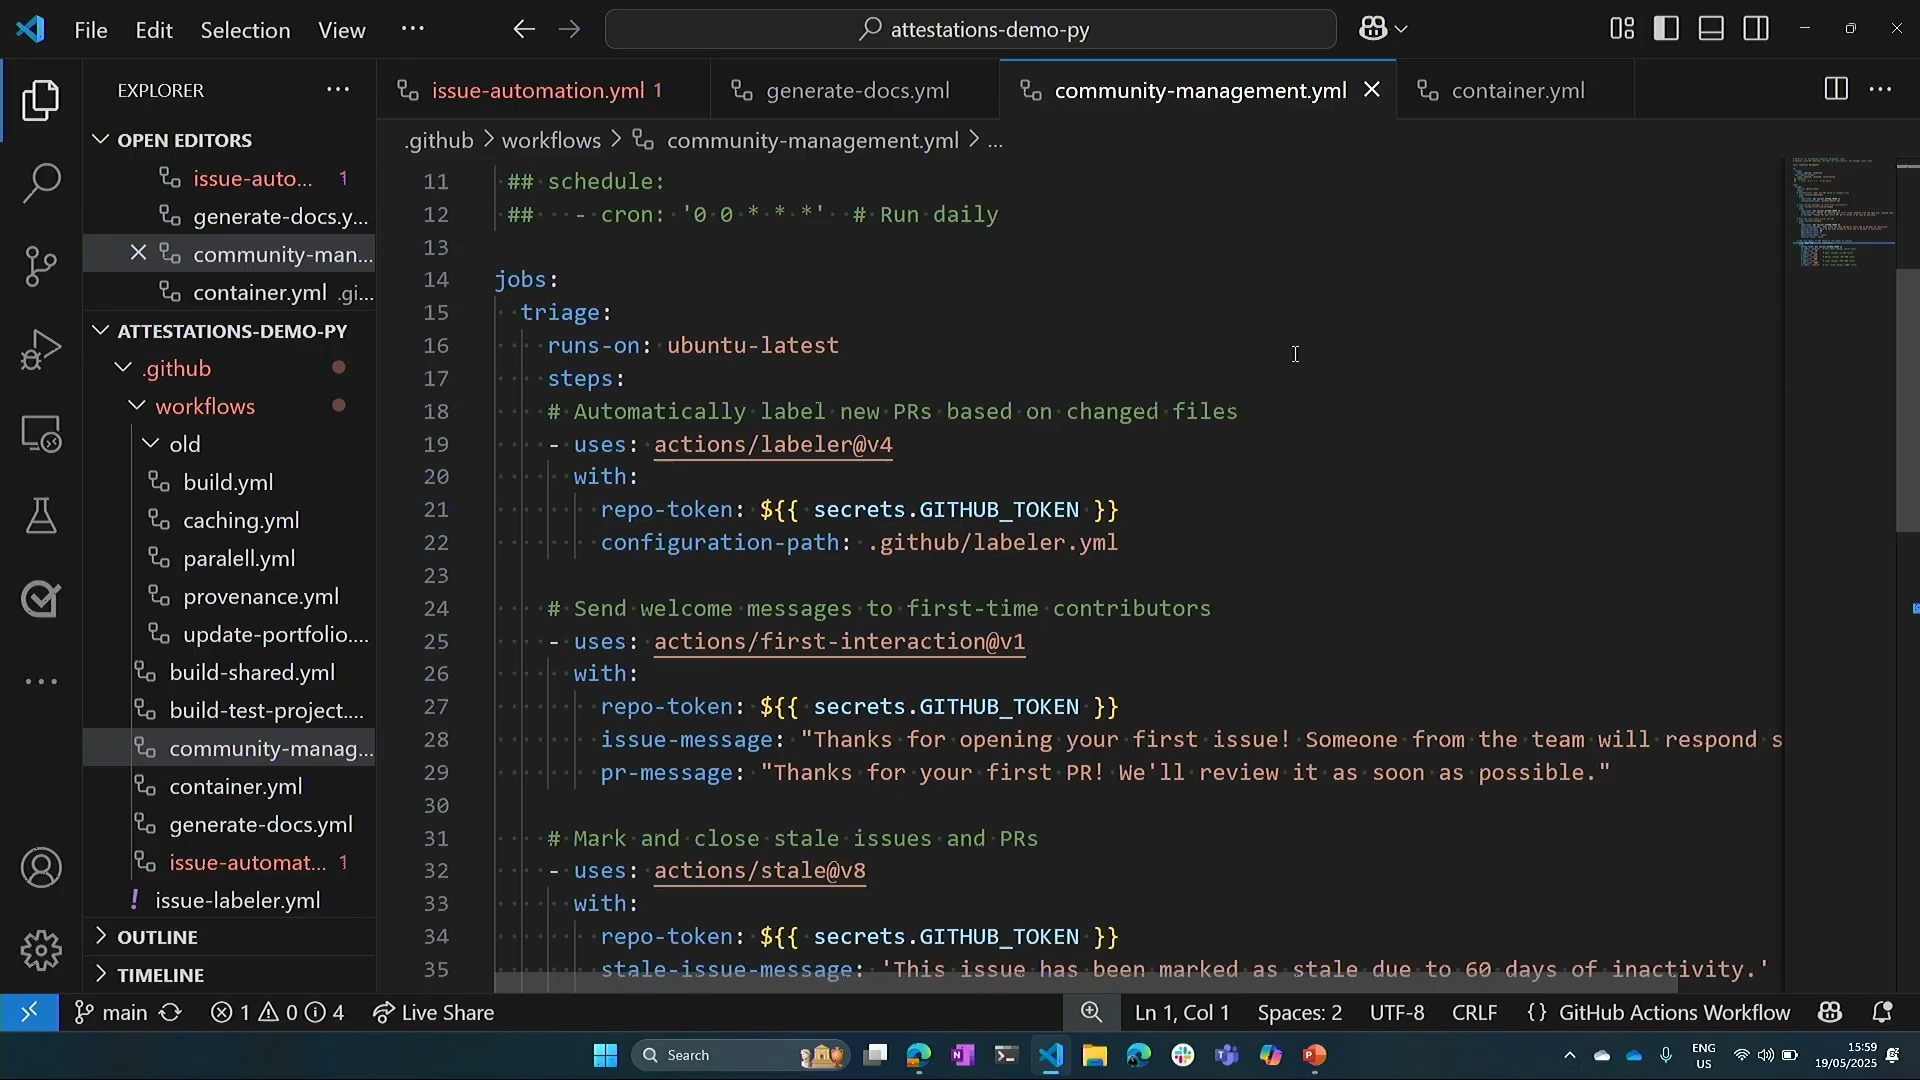 File Edit Selection View ···
attestations-demo-py
EXPLORER ···
issue-automation.yml 1
generate-docs.yml
community-management.yml
container.yml
···
OPEN EDITORS
issue-auto... 1
generate-docs.y...
community-man...
container.yml .gi...
ATTESTATIONS-DEMO-PY
.github
workflows
old
build.yml
caching.yml
paralell.yml
provenance.yml
update-portfolio....
build-shared.yml
build-test-project....
community-manag...
container.yml
generate-docs.yml
issue-automat... 1
! issue-labeler.yml
OUTLINE
TIMELINE
.github > workflows > community-management.yml > ...
11 ## schedule:
12 ##   - cron: '0 0 * * *'  # Run daily
13
14 jobs:
15   triage:
16     runs-on: ubuntu-latest
17     steps:
18     # Automatically label new PRs based on changed files
19     - uses: actions/labeler@v4
20       with:
21         repo-token: ${{ secrets.GITHUB_TOKEN }}
22         configuration-path: .github/labeler.yml
23
24     # Send welcome messages to first-time contributors
25     - uses: actions/first-interaction@v1
26       with:
27         repo-token: ${{ secrets.GITHUB_TOKEN }}
28         issue-message: "Thanks for opening your first issue! Someone from the team will respond s
29         pr-message: "Thanks for your first PR! We'll review it as soon as possible."
30
31     # Mark and close stale issues and PRs
32     - uses: actions/stale@v8
33       with:
34         repo-token: ${{ secrets.GITHUB_TOKEN }}
35         stale-issue-message: 'This issue has been marked as stale due to 60 days of inactivity.'
main 1 0 4 Live Share Ln 1, Col 1 Spaces: 2 UTF-8 CRLF {} GitHub Actions Workflow
Search
ENG
US
15:59
19/05/2025